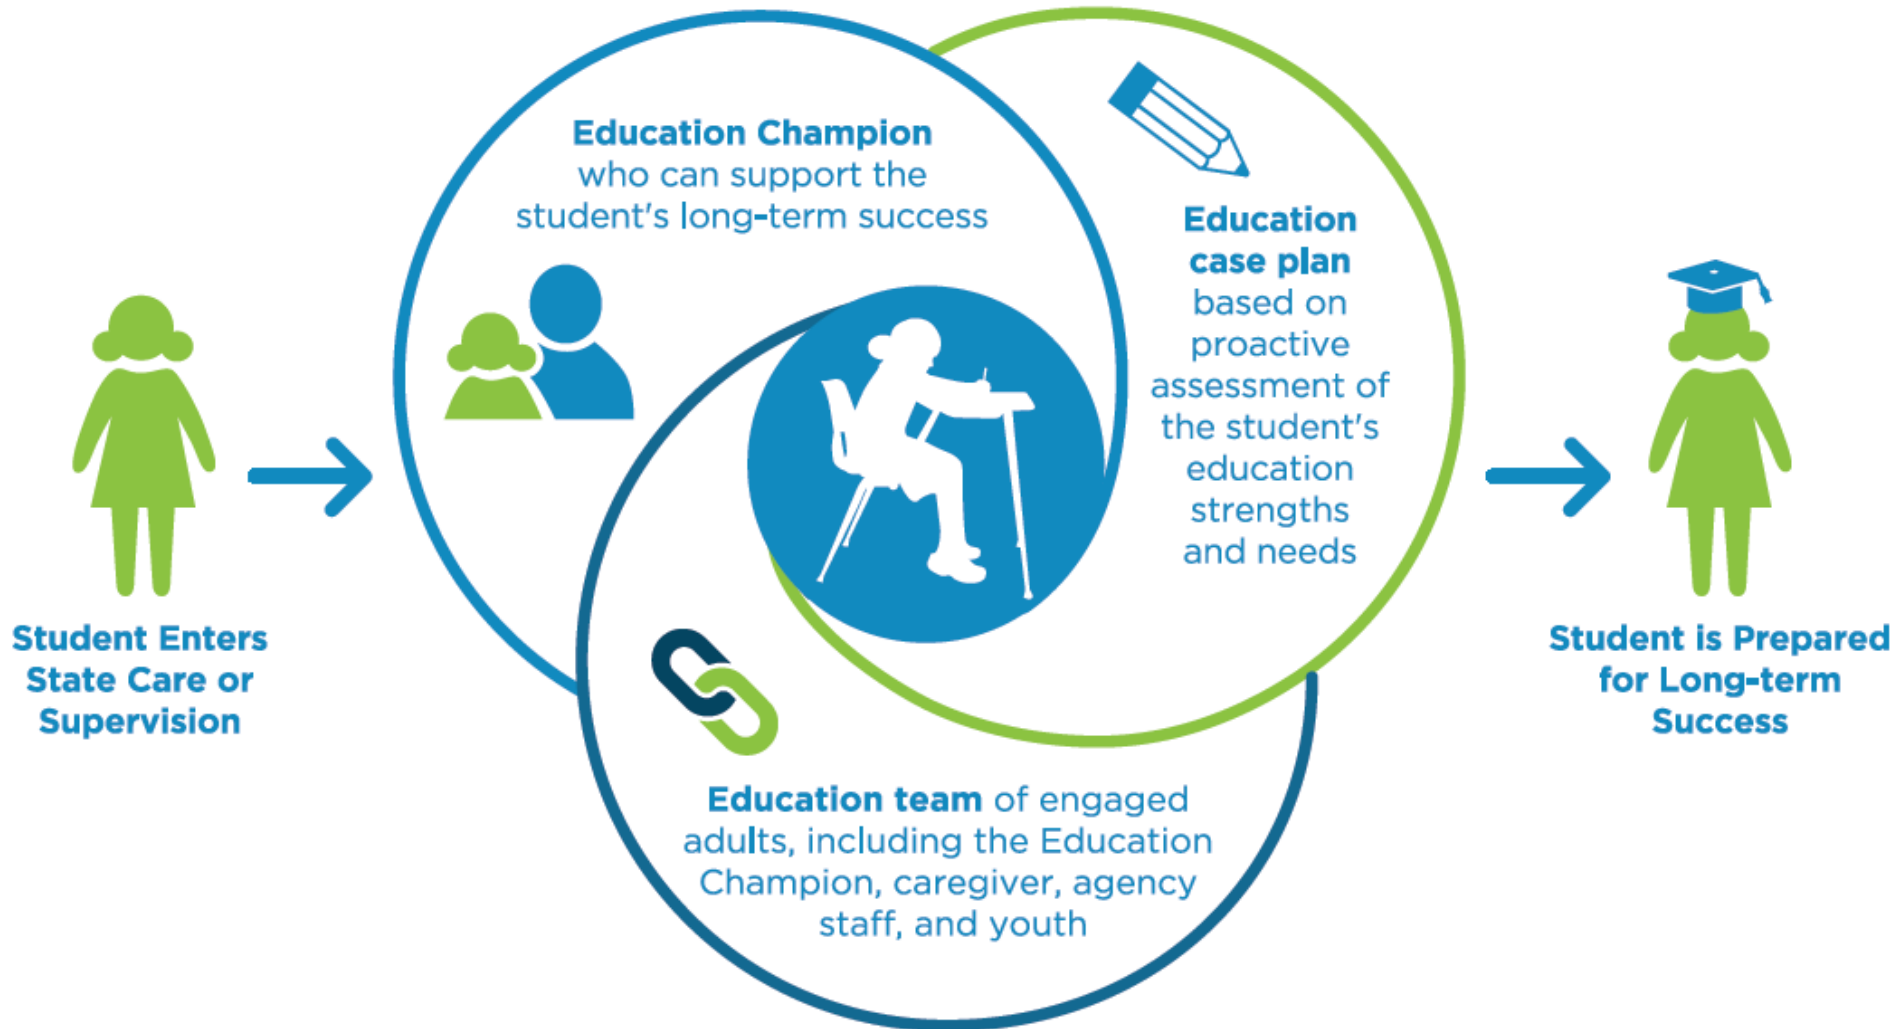 Education Champion
who can support the
student's long-term success
Education
case plan
based on
proactive
assessment of
the student's
education
strengths
and needs
Student Enters
State Care or
Supervision
Student is Prepared
for Long-term
Success
Education team of engaged
adults, including the Education
Champion, caregiver, agency
staff, and youth